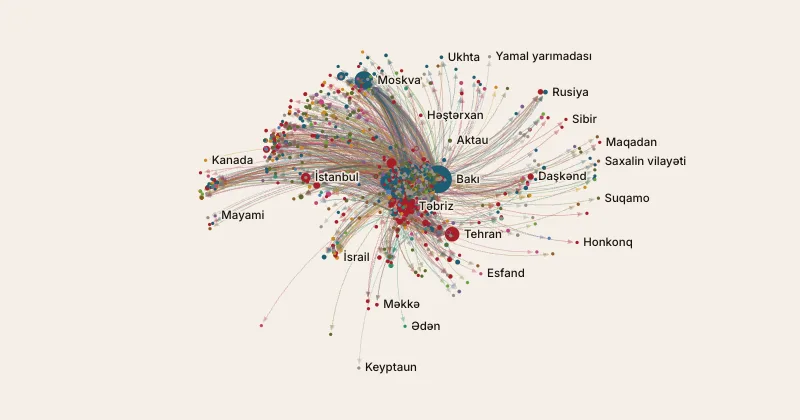 Ukhta
Yamal yarımadası
Moskva
Rusiya
Həştərxan
Sibir
Aktau
Maqadan
Kanada
Saxalin vilayəti
İstanbul
Bakı
Daşkənd
Suqamo
Təbriz
Mayami
Tehran
Honkonq
İsrail
Esfand
Məkkə
Ədən
Keyptaun